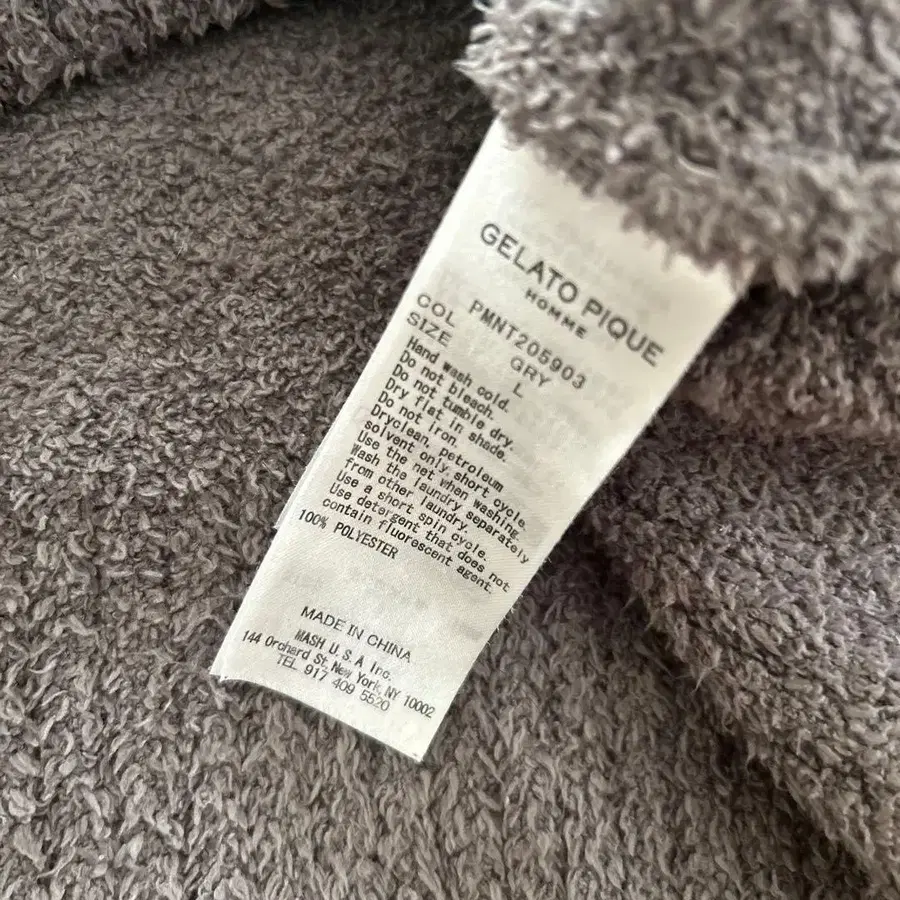 GELATO PIQUE
HOMME
PMNT205903
COL GRY
SIZE L
Hand wash cold.
Do not bleach.
Do not tumble dry.
Dry flat in shade.
Do not iron.
Dryclean, petroleum
solvent only short cycle.
Use the net when washing.
Wash the laundry separately
from other laundry.
Use a short spin cycle.
Use detergent that does not
contain fluorescent agent.
100% POLYESTER
MADE IN CHINA
MASH U.S.A Inc.
144 Orchard St, New York, NY 10002
TEL 917 409 5520